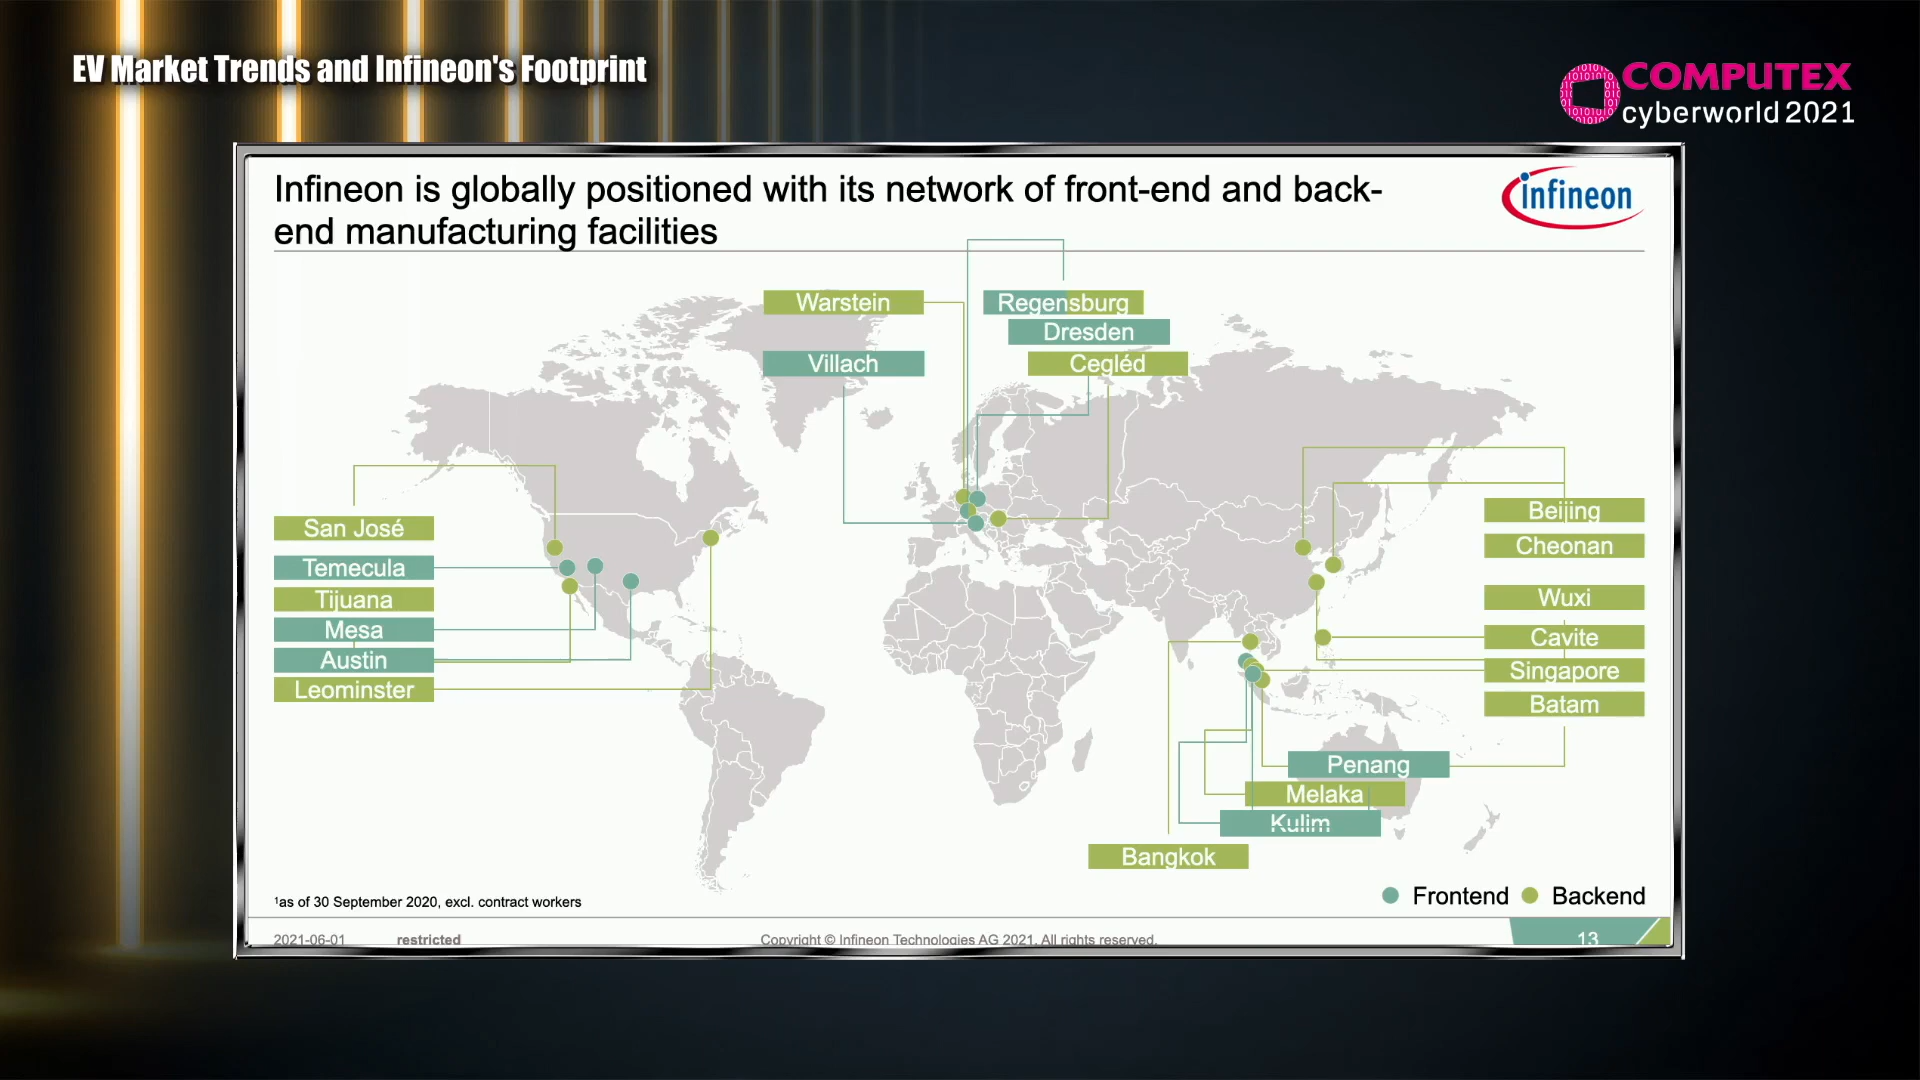 EV Market Trends and Infineon's Footprint
COMPUTEX
cyberworld 2021
Infineon is globally positioned with its network of front-end and back-
end manufacturing facilities
infineon
Warstein
Regensburg
Dresden
Villach
Cegléd
San José
Temecula
Tijuana
Mesa
Austin
Leominster
Beijing
Cheonan
Wuxi
Cavite
Singapore
Batam
Penang
Melaka
Kulim
Bangkok
Frontend
Backend
¹as of 30 September 2020, excl. contract workers
2021-06-01 restricted Copyright © Infineon Technologies AG 2021. All rights reserved. 13